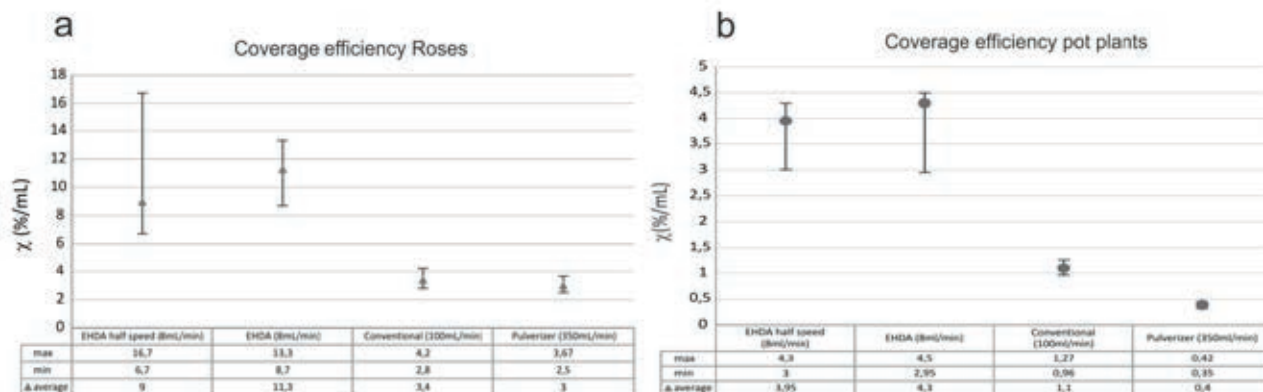 a
Coverage efficiency Roses
χ (%/mL)
18
16
14
12
10
8
6
4
2
0
EHDA half speed (8mL/min) EHDA (8mL/min) Conventional (100mL/min) Pulverizer (350mL/min)
max 16,7 13,3 4,2 3,67
min 6,7 8,7 2,8 2,5
average 9 11,3 3,4 3
b
Coverage efficiency pot plants
χ(%/mL)
5
4,5
4
3,5
3
2,5
2
1,5
1
0,5
0
EHDA half speed EHDA (8ml/min) Conventional Pulverizer (350ml/min)
(8ml/min) (100ml/min)
max 4,3 4,5 1,27 0,42
min 3 2,95 0,96 0,35
average 3,95 4,3 1,1 0,4